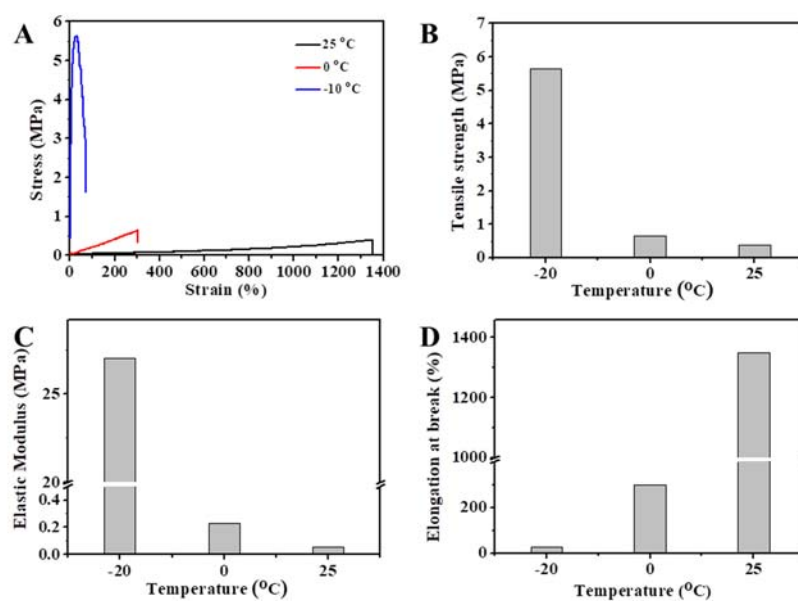 A
6
5
4
3
2
1
0
Stress (MPa)
25 °C
0 °C
-10 °C
0 200 400 600 800 1000 1200 1400
Strain (%)
B
7
6
5
4
3
2
1
0
Tensile strength (MPa)
-20 0 25
Temperature (°C)
C
25
20
0.4
0.2
0.0
Elastic Modulus (MPa)
-20 0 25
Temperature (°C)
D
1400
1200
1000
200
0
Elongation at break (%)
-20 0 25
Temperature (°C)